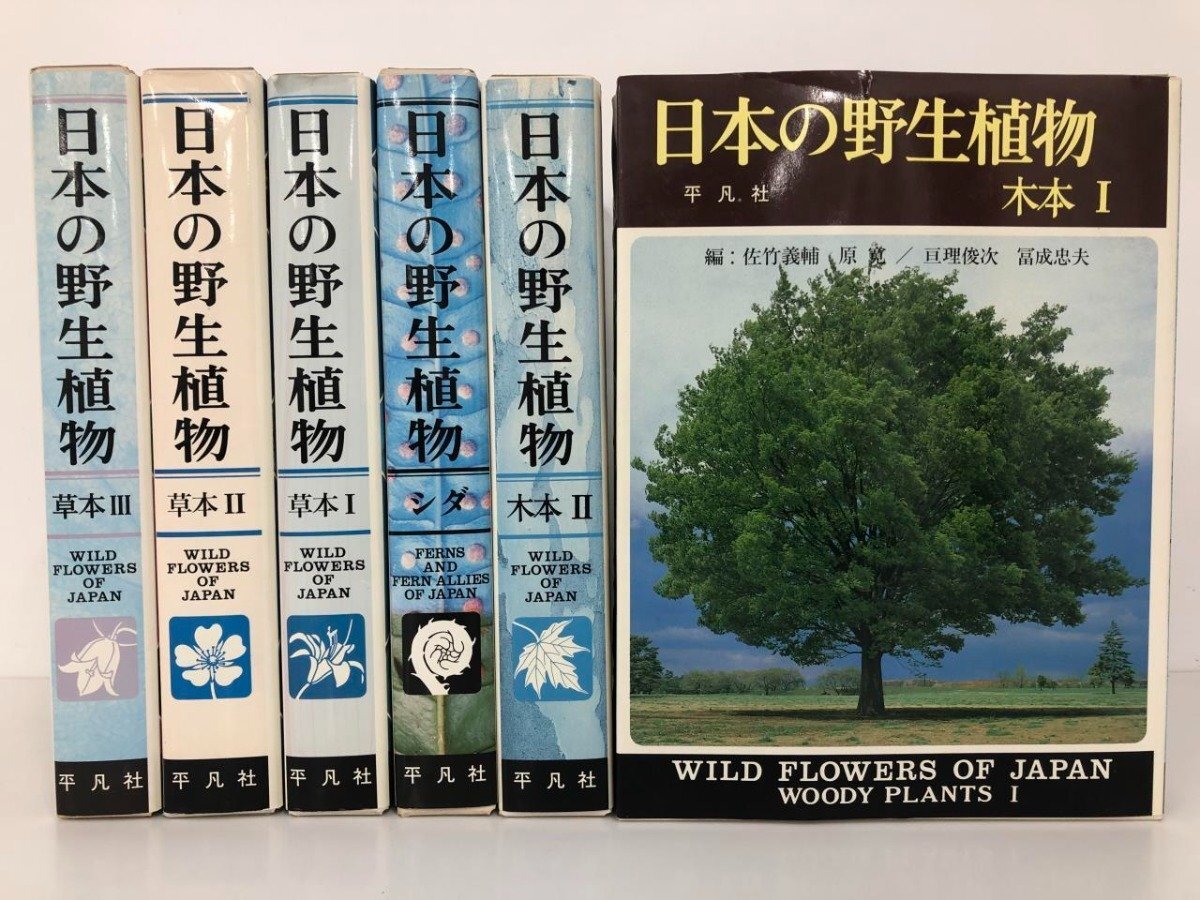 日本の野生植物
草本 III
WILD
FLOWERS
OF
JAPAN
平凡社
日本の野生植物
草本 II
WILD
FLOWERS
OF
JAPAN
平凡社
日本の野生植物
草本 I
WILD
FLOWERS
OF
JAPAN
平凡社
日本の野生植物
シダ
FERNS
AND
FERN ALLIES
OF JAPAN
平凡社
日本の野生植物
木本 II
WILD
FLOWERS
OF
JAPAN
平凡社
日本の野生植物
平凡社
木本 I
編:佐竹義輔 原 寛/亘理俊次 冨成忠夫
WILD FLOWERS OF JAPAN
WOODY PLANTS I